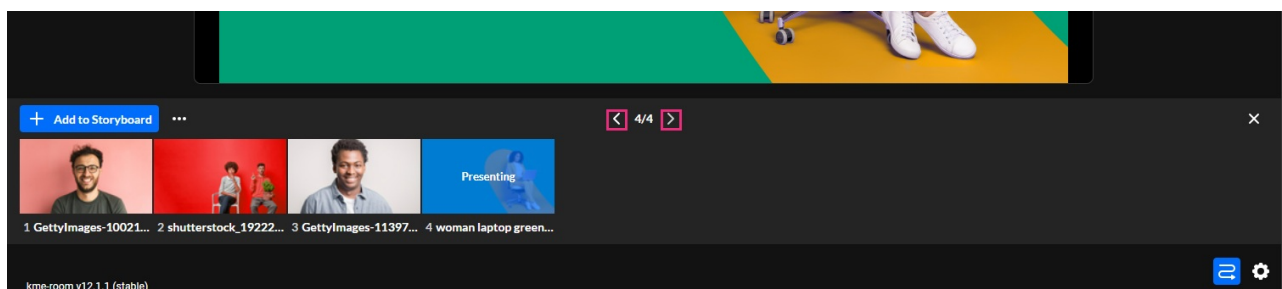 + Add to Storyboard ...
< 4/4 >
Presenting
1 GettyImages-10021... 2 shutterstock_19222... 3 GettyImages-11397... 4 woman laptop green...
kme-room v12.1.1 (stable)